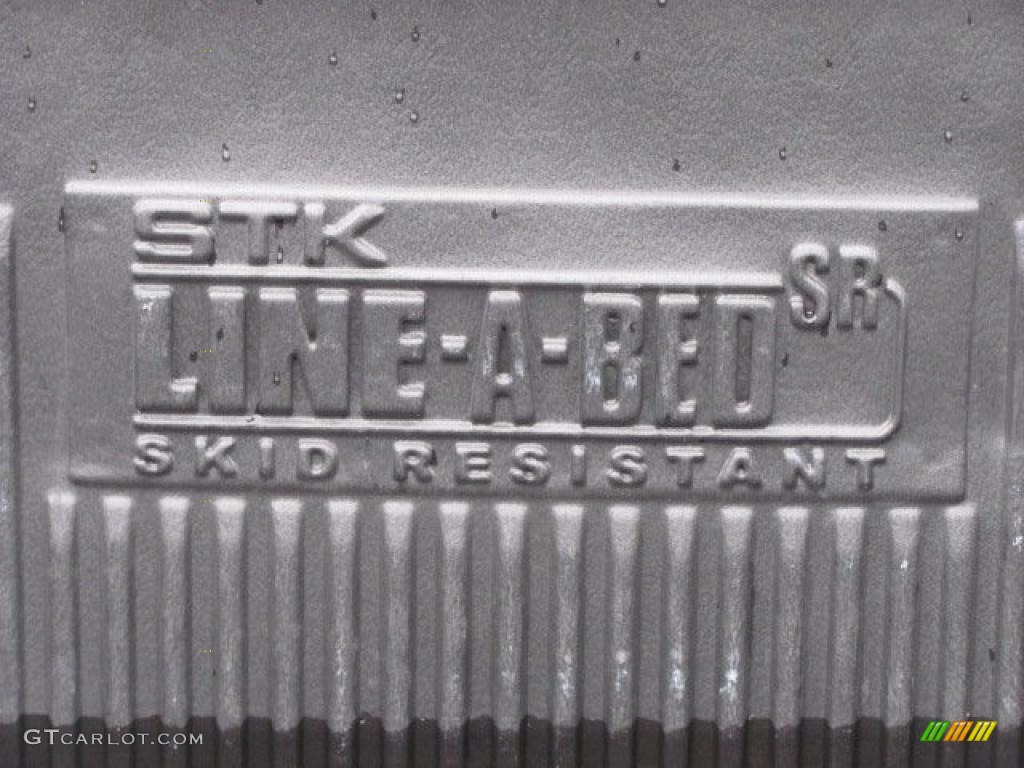 STK
LINE-A-BED SR
SKID RESISTANT
GTCARLOT.COM